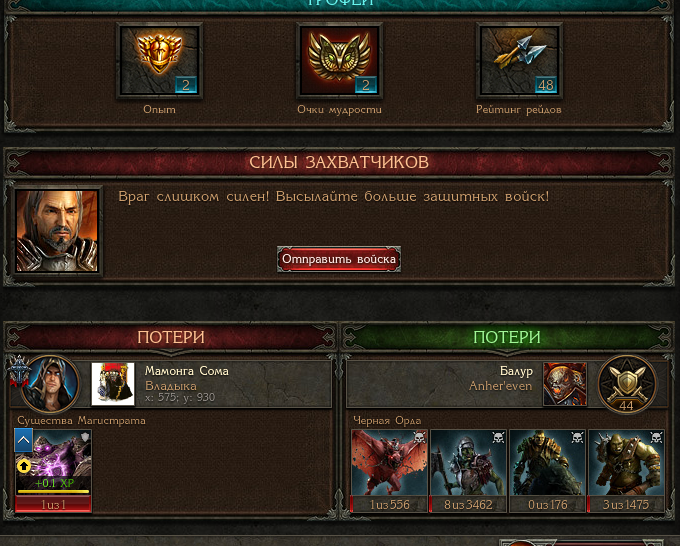 ТРОФЕИ
2
2
48
Опыт
Очки мудрости
Рейтинг рейдов
СИЛЫ ЗАХВАТЧИКОВ
Враг слишком силен! Высылайте больше защитных войск!
Отправить войска
ПОТЕРИ
ПОТЕРИ
Мамонга Сома
Владыка
x: 575; y: 930
Балур
Anher'even
44
Существа Магистрата
Черная Орда
+0.1 XP
1 из 1
1 из 556
8 из 3462
0 из 176
3 из 1475